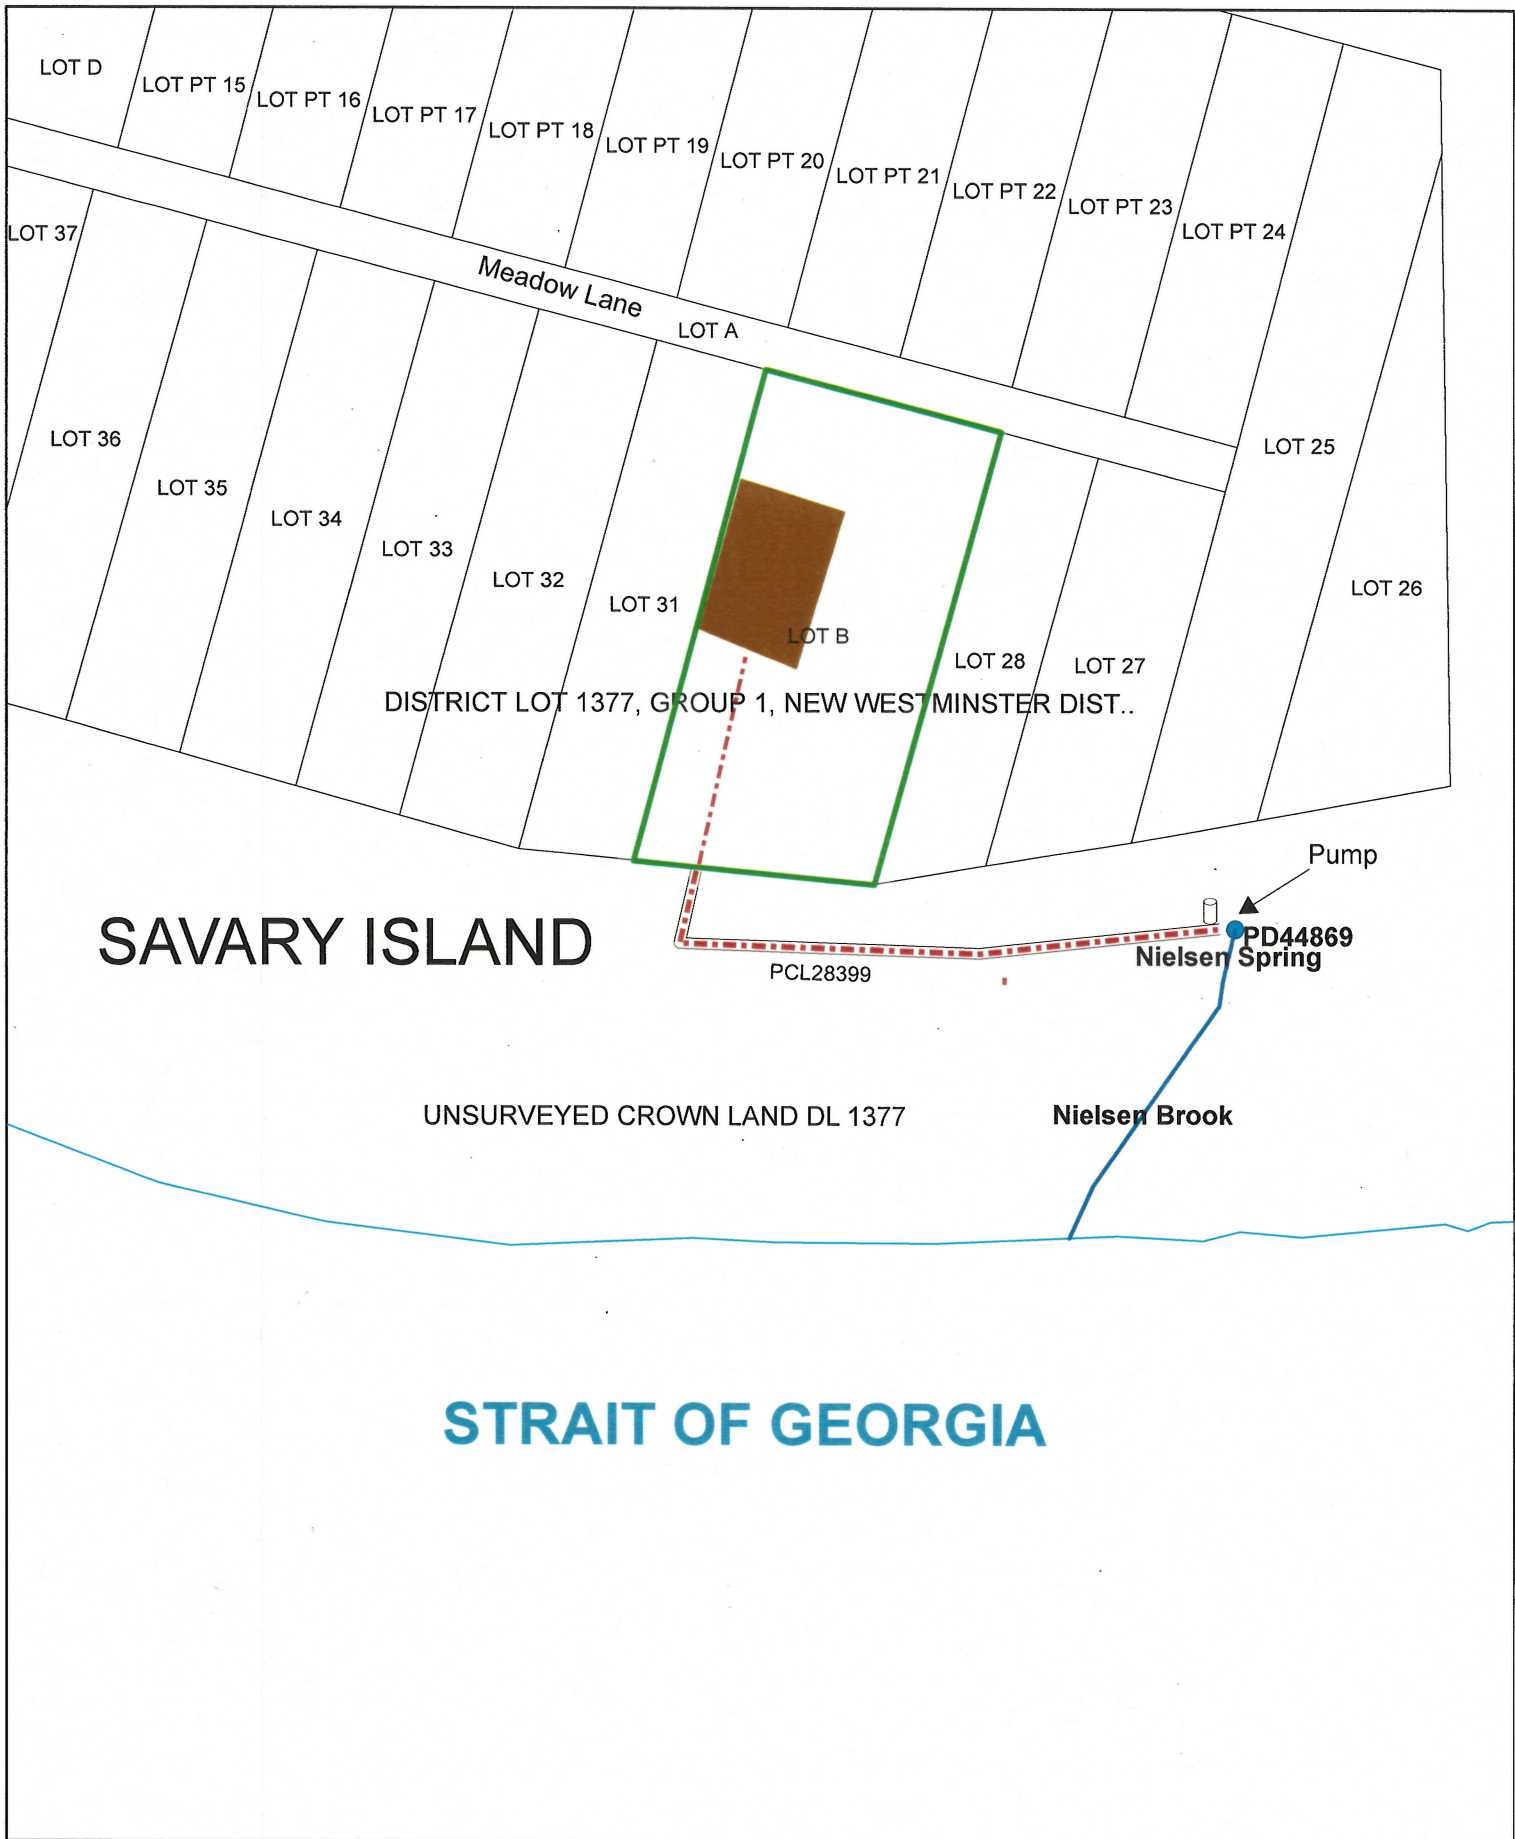 LOT D
LOT PT 15
LOT PT 16
LOT PT 17
LOT PT 18
LOT PT 19
LOT PT 20
LOT PT 21
LOT PT 22
LOT PT 23
LOT PT 24
LOT 37
Meadow Lane
LOT A
LOT 36
LOT 35
LOT 34
LOT 33
LOT 32
LOT 31
LOT B
LOT 28
LOT 27
LOT 25
LOT 26
DISTRICT LOT 1377, GROUP 1, NEW WESTMINSTER DIST..
Pump
SAVARY ISLAND
PD44869
Nielsen Spring
PCL28399
UNSURVEYED CROWN LAND DL 1377
Nielsen Brook
STRAIT OF GEORGIA